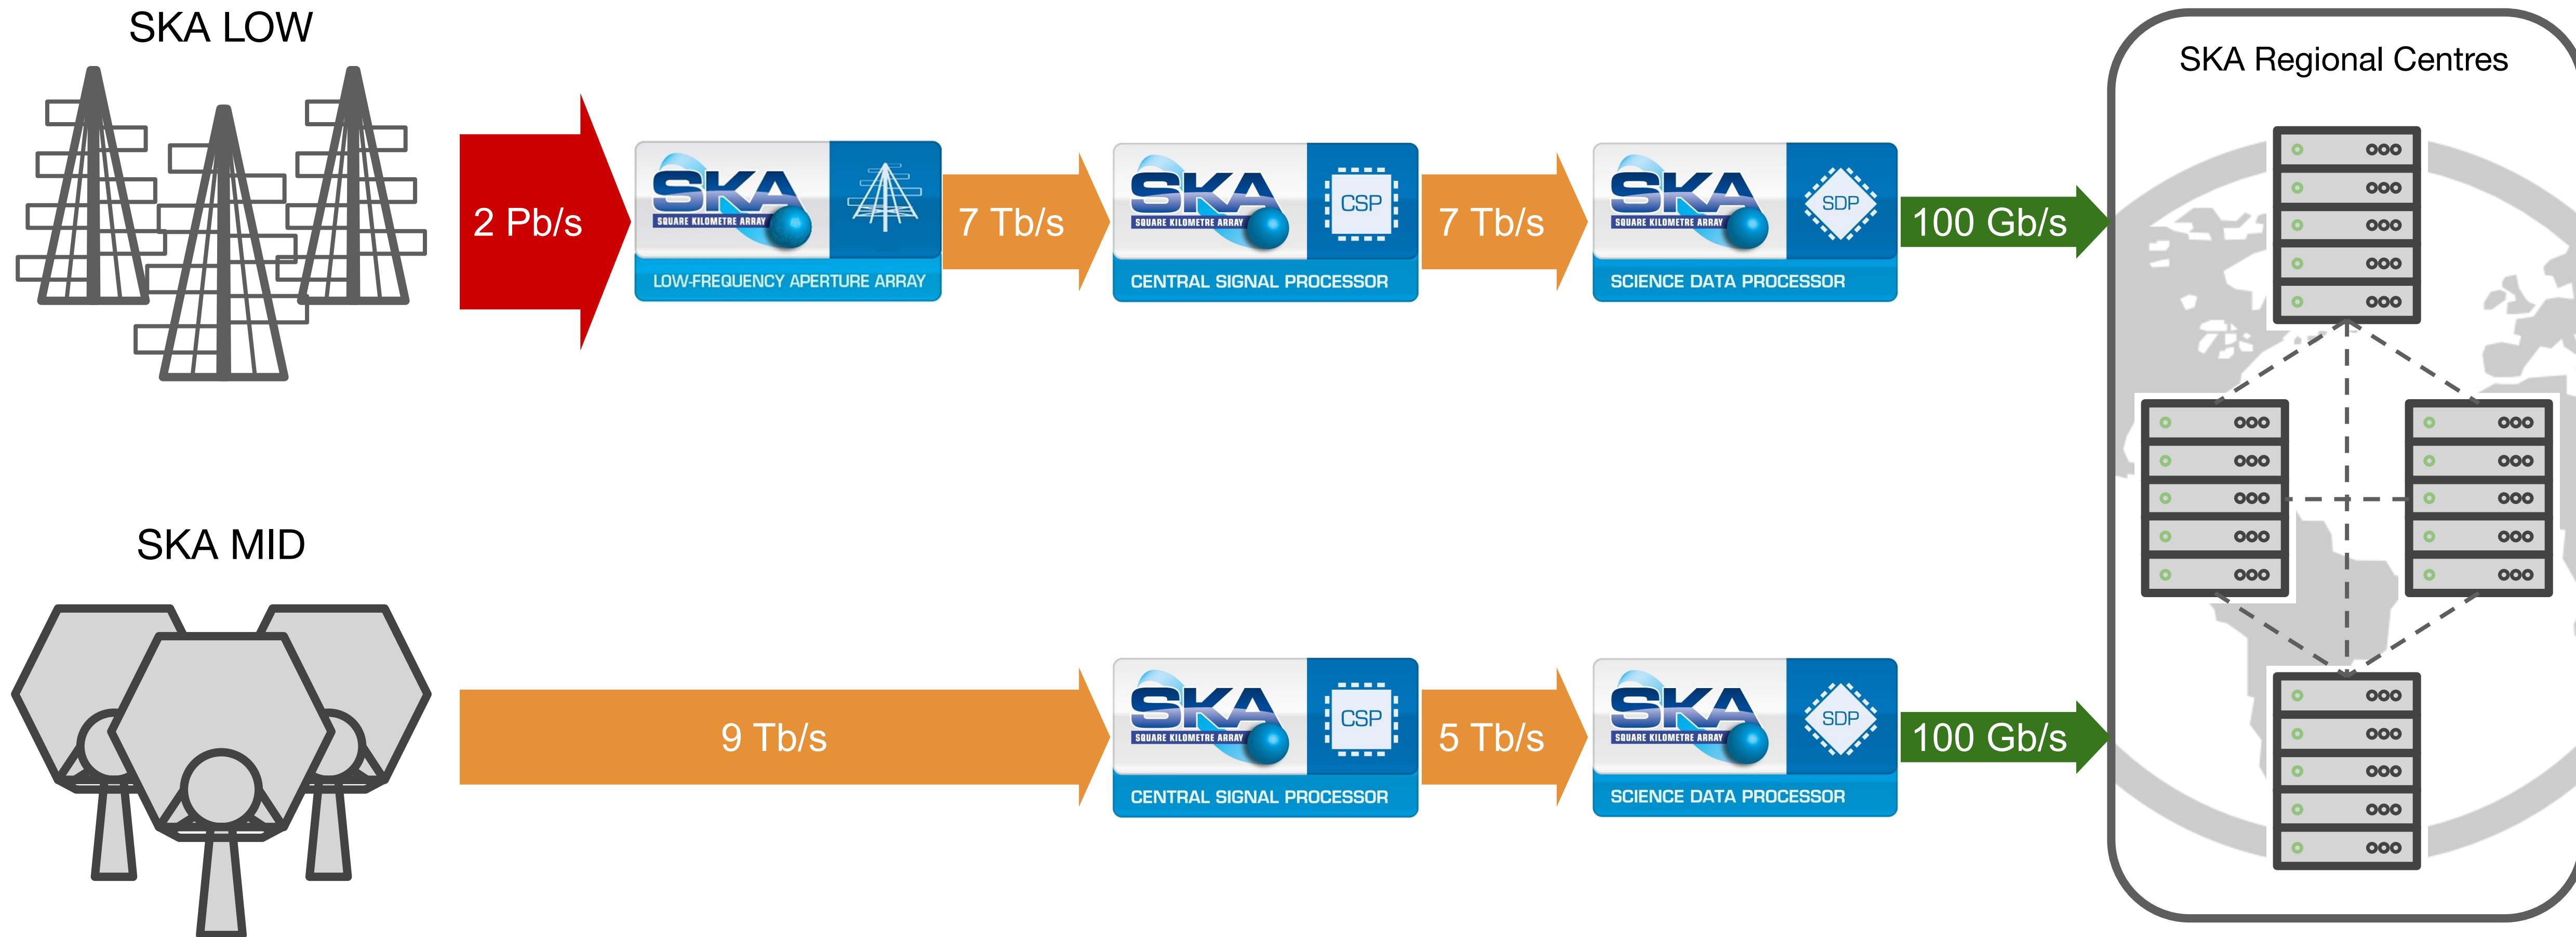 SKA LOW
SKA Regional Centres
2 Pb/s
SKA
SQUARE KILOMETRE ARRAY
LOW-FREQUENCY APERTURE ARRAY
7 Tb/s
SKA
SQUARE KILOMETRE ARRAY
CSP
CENTRAL SIGNAL PROCESSOR
7 Tb/s
SKA
SQUARE KILOMETRE ARRAY
SDP
SCIENCE DATA PROCESSOR
100 Gb/s
SKA MID
9 Tb/s
SKA
SQUARE KILOMETRE ARRAY
CSP
CENTRAL SIGNAL PROCESSOR
5 Tb/s
SKA
SQUARE KILOMETRE ARRAY
SDP
SCIENCE DATA PROCESSOR
100 Gb/s